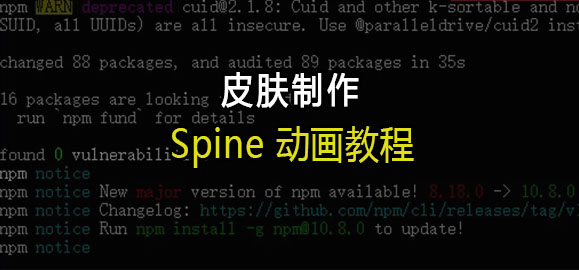 npm WARN deprecated cuid@2.1.8: Cuid and other k-sortable and no
SUID, all UUIDs) are all insecure. Use @paralleldrive/cuid2 inst
changed 88 packages, and audited 89 packages in 35s
16 packages are looking
皮肤制作
run `npm fund` for details
Spine 动画教程
found 0 vulnerabili
npm notice
npm notice New major version of npm available! 8.18.0 -> 10.8.0
npm notice Changelog: https://github.com/npm/cli/releases/tag/v
npm notice Run npm install -g npm@10.8.0 to update!
npm notice